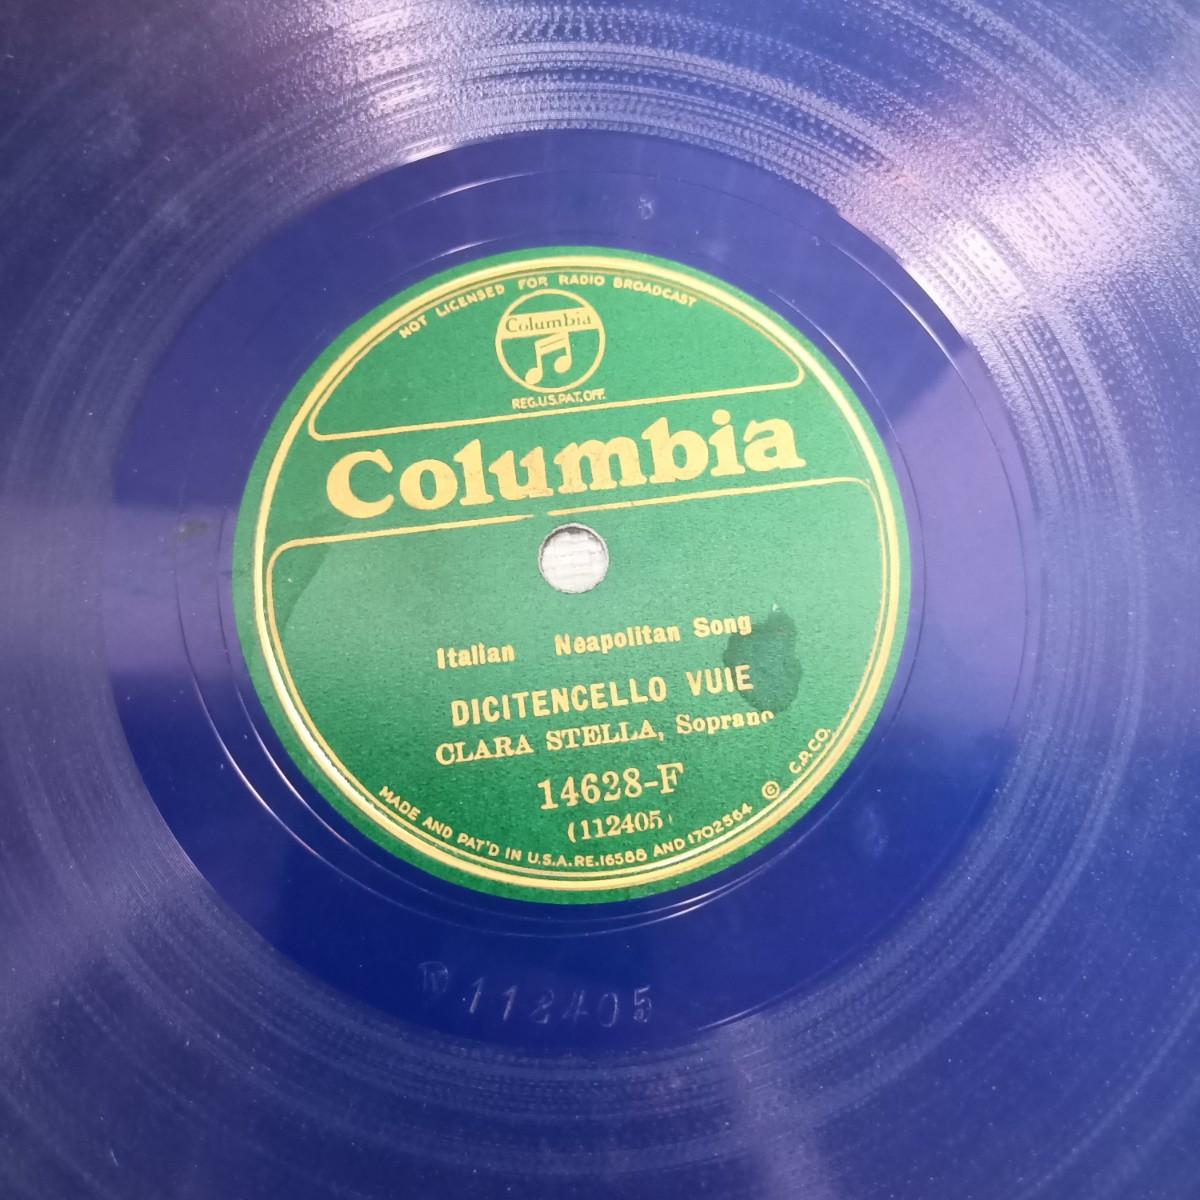 NOT LICENSED FOR RADIO BROADCAST
Columbia
REG.U.S.PAT.OFF.
Columbia
Italian Neapolitan Song
DICITENCELLO VUIE
CLARA STELLA, Soprano
14628-F
(112405)
MADE AND PAT'D IN U.S.A. RE.16588 AND 1702564 © C.P.CO.
W 112405
8